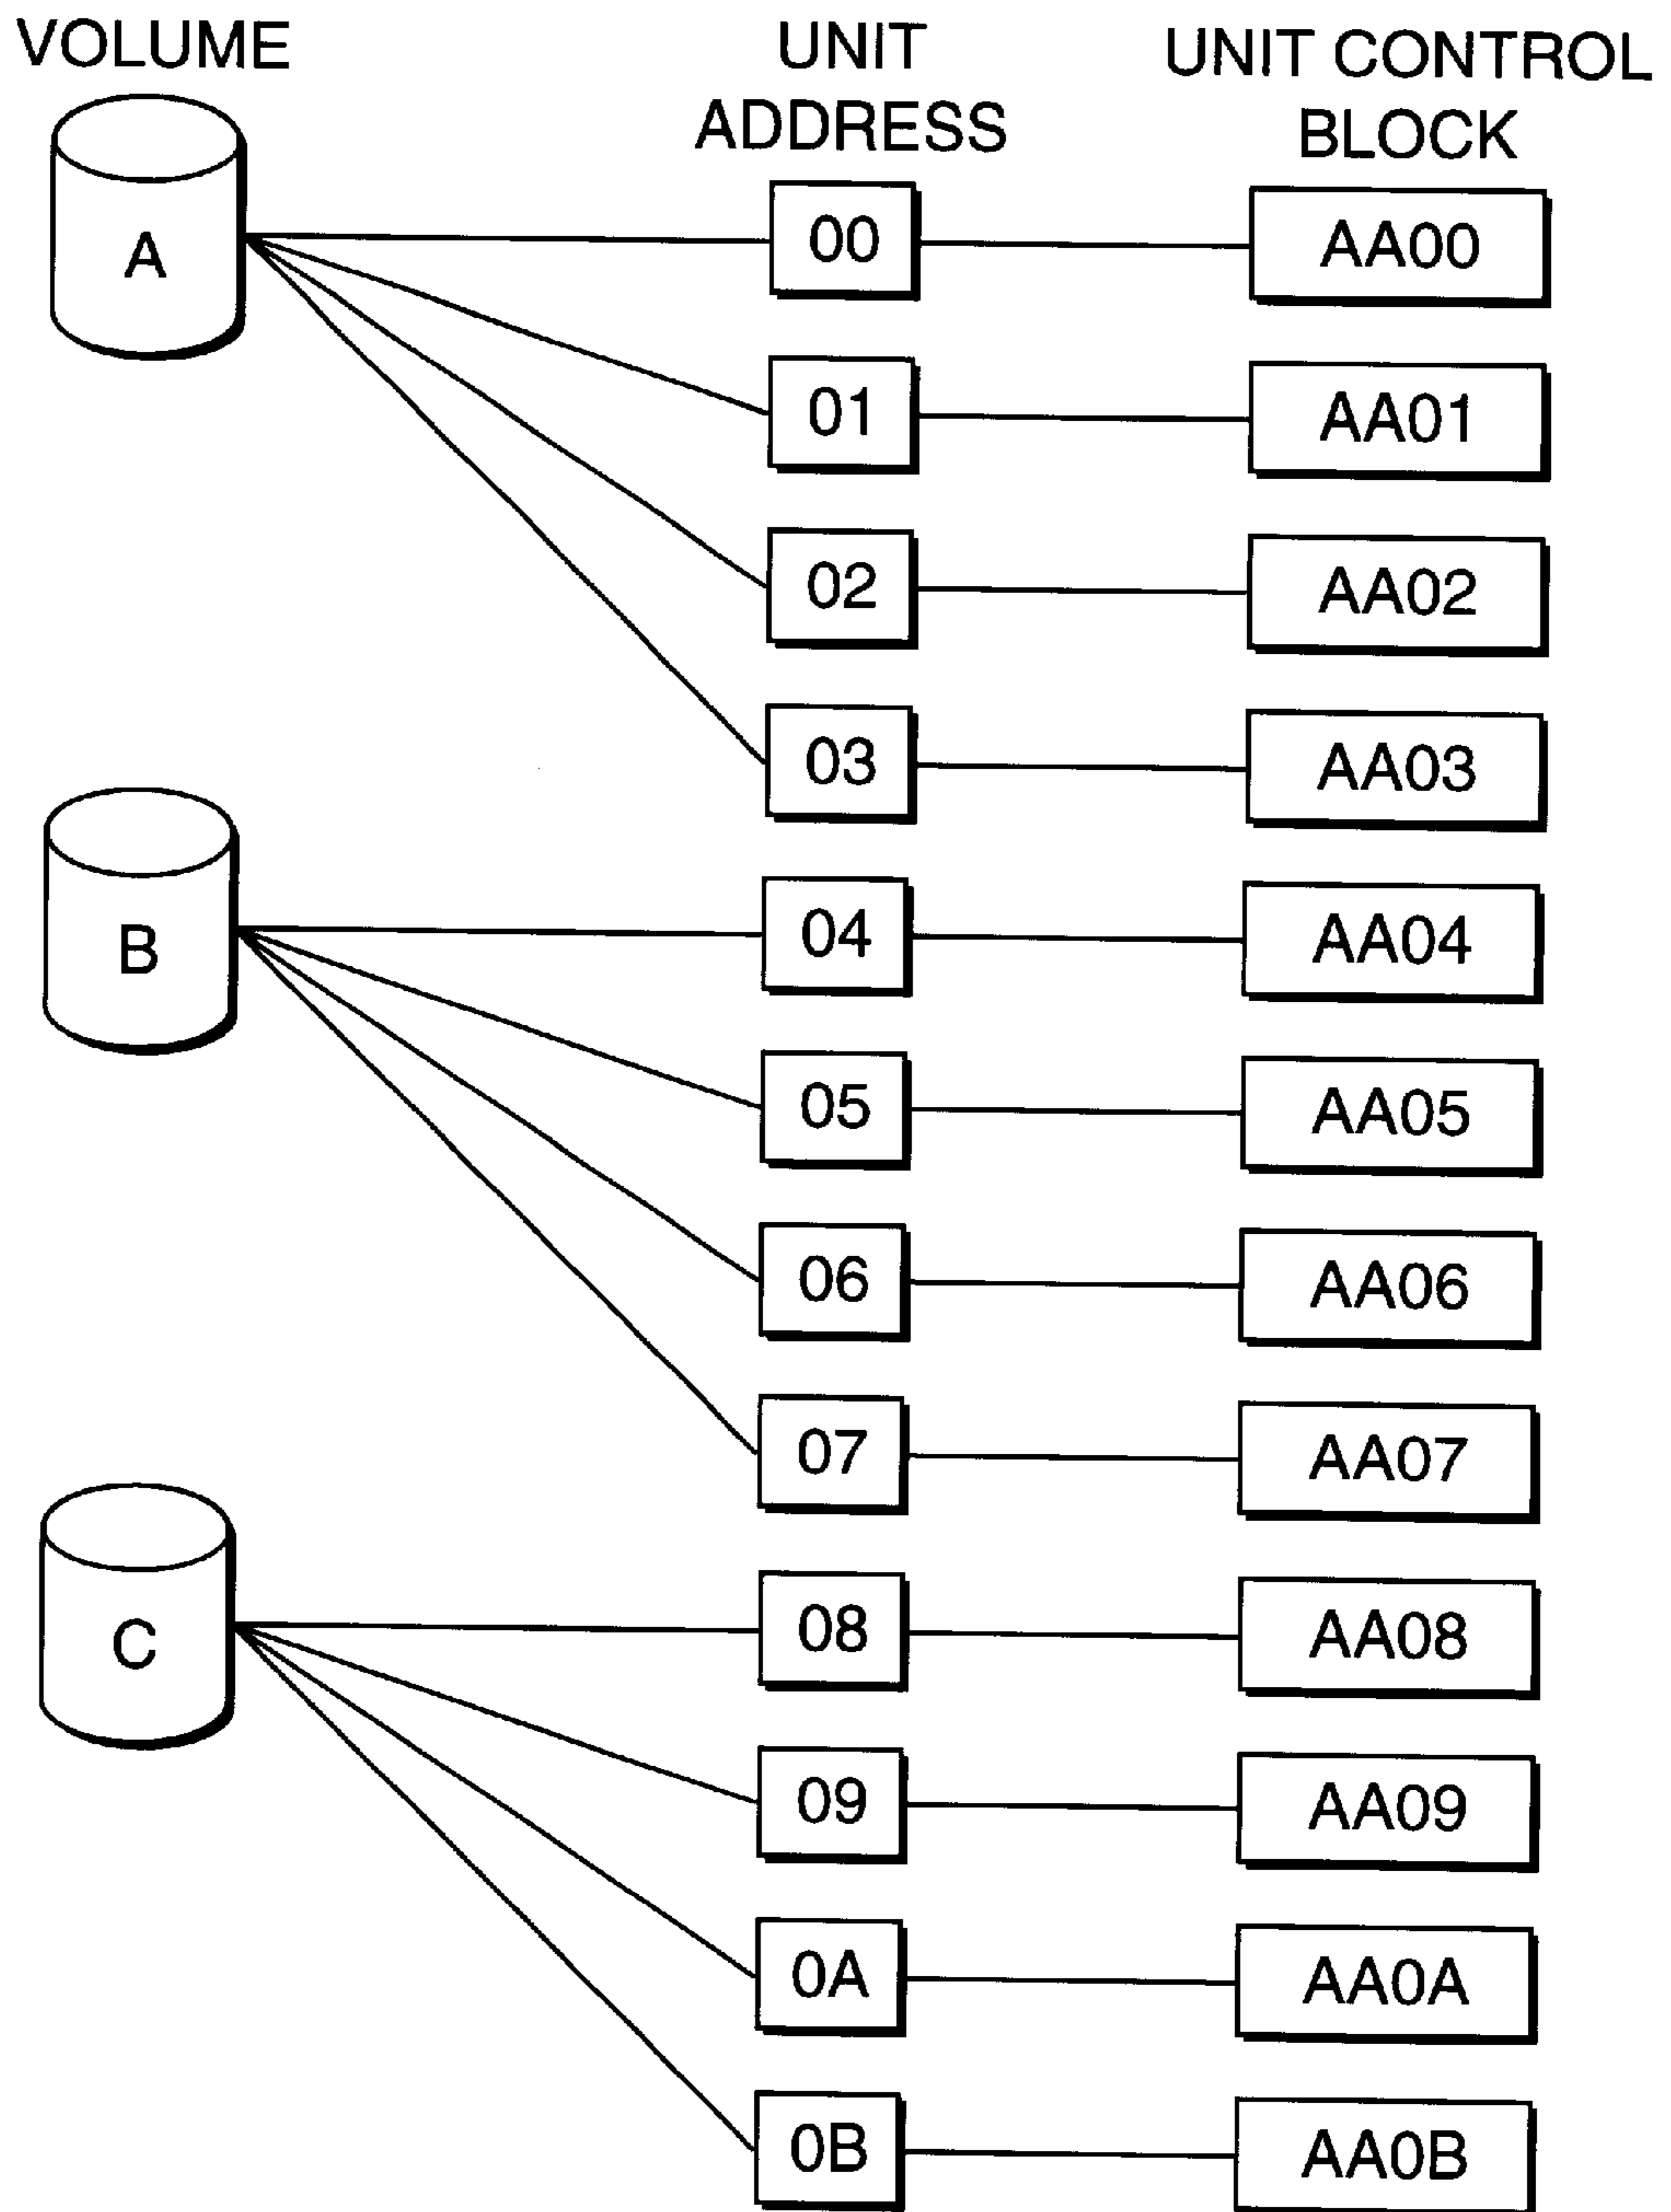 VOLUME
UNIT
ADDRESS
UNIT CONTROL
BLOCK
A
00
AA00
01
AA01
02
AA02
03
AA03
B
04
AA04
05
AA05
06
AA06
07
AA07
C
08
AA08
09
AA09
0A
AA0A
0B
AA0B